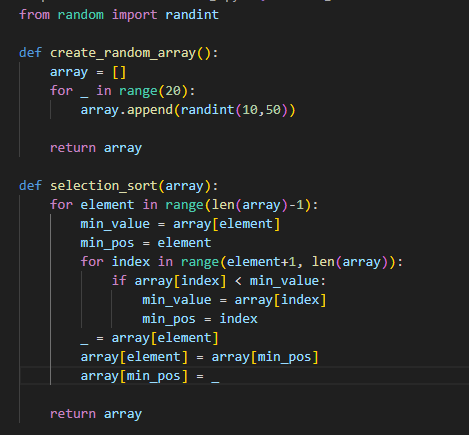 from random import randint
def create_random_array():
    array = []
    for _ in range(20):
        array.append(randint(10,50))
    return array
def selection_sort(array):
    for element in range(len(array)-1):
        min_value = array[element]
        min_pos = element
        for index in range(element+1, len(array)):
            if array[index] < min_value:
                min_value = array[index]
                min_pos = index
        _ = array[element]
        array[element] = array[min_pos]
        array[min_pos] = _
    return array